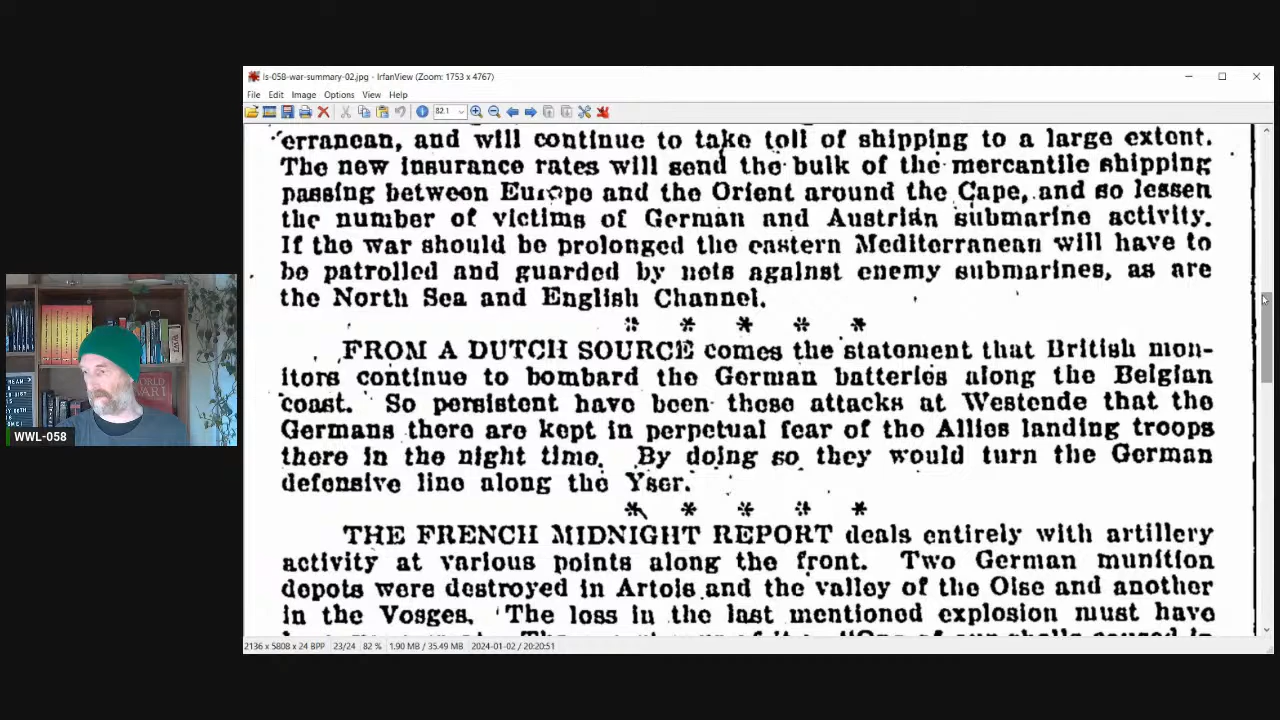 is-058-war-summary-02.jpg - IrfanView (Zoom: 1753 x 4767)
File Edit Image Options View Help
82.1
erranean, and will continue to take toll of shipping to a large extent.
The new insurance rates will send the bulk of the mercantile shipping
passing between Europe and the Orient around the Cape, and so lessen
the number of victims of German and Austrian submarine activity.
If the war should be prolonged the eastern Mediterranean will have to
be patrolled and guarded by nets against enemy submarines, as are
the North Sea and English Channel.
* * * * *
FROM A DUTCH SOURCE comes the statement that British mon-
itors continue to bombard the German batteries along the Belgian
coast. So persistent have been these attacks at Westende that the
Germans there are kept in perpetual fear of the Allies landing troops
there in the night time. By doing so they would turn the German
defensive line along the Yser.
* * * * *
THE FRENCH MIDNIGHT REPORT deals entirely with artillery
activity at various points along the front. Two German munition
depots were destroyed in Artois and the valley of the Oise and another
in the Vosges. The loss in the last mentioned explosion must have
WORLD
WAR I
WWL-058
2136 x 5808 x 24 BPP 23/24 82 % 1.90 MB / 35.49 MB 2024-01-02 / 20:20:51